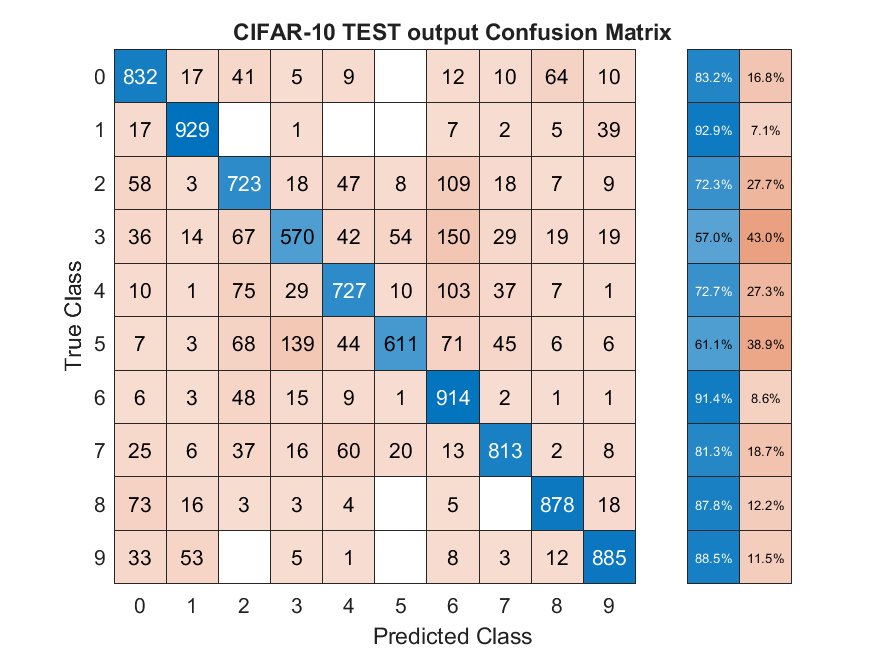 CIFAR-10 TEST output Confusion Matrix
0 832 17 41 5 9 12 10 64 10 83.2% 16.8%
1 17 929 1 7 2 5 39 92.9% 7.1%
2 58 3 723 18 47 8 109 18 7 9 72.3% 27.7%
3 36 14 67 570 42 54 150 29 19 19 57.0% 43.0%
4 10 1 75 29 727 10 103 37 7 1 72.7% 27.3%
5 7 3 68 139 44 611 71 45 6 6 61.1% 38.9%
6 6 3 48 15 9 1 914 2 1 1 91.4% 8.6%
7 25 6 37 16 60 20 13 813 2 8 81.3% 18.7%
8 73 16 3 3 4 5 878 18 87.8% 12.2%
9 33 53 5 1 8 3 12 885 88.5% 11.5%
0 1 2 3 4 5 6 7 8 9
Predicted Class
True Class